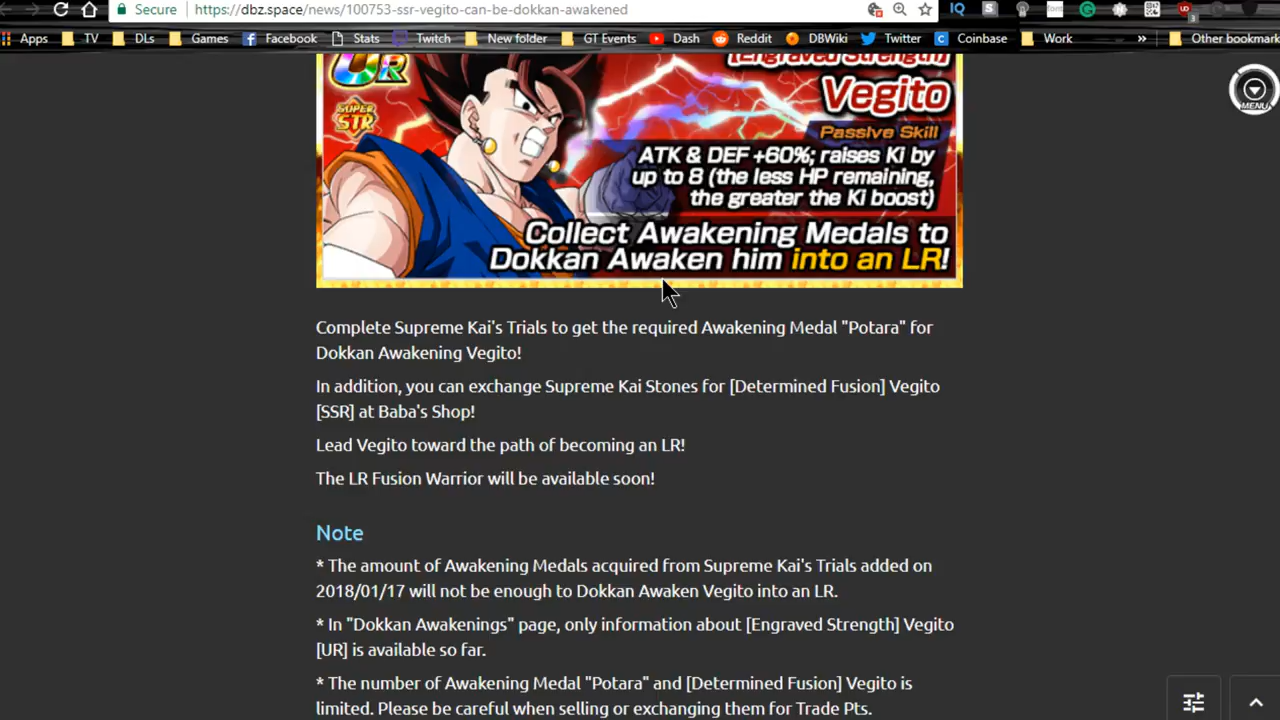 Secure https://dbz.space/news/100753-ssr-vegito-can-be-dokkan-awakened
Apps TV DLs Games Facebook Stats Twitch New folder GT Events Dash Reddit DBWiki Twitter Coinbase Work » Other bookmark
MENU
UR
[Engraved Strength]
Vegito
SUPER
STR
Passive Skill
ATK & DEF +60%; raises Ki by
up to 8 (the less HP remaining,
the greater the Ki boost)
Collect Awakening Medals to
Dokkan Awaken him into an LR!
Complete Supreme Kai's Trials to get the required Awakening Medal "Potara" for
Dokkan Awakening Vegito!
In addition, you can exchange Supreme Kai Stones for [Determined Fusion] Vegito
[SSR] at Baba's Shop!
Lead Vegito toward the path of becoming an LR!
The LR Fusion Warrior will be available soon!
Note
* The amount of Awakening Medals acquired from Supreme Kai's Trials added on
2018/01/17 will not be enough to Dokkan Awaken Vegito into an LR.
* In "Dokkan Awakenings" page, only information about [Engraved Strength] Vegito
[UR] is available so far.
* The number of Awakening Medal "Potara" and [Determined Fusion] Vegito is
limited. Please be careful when selling or exchanging them for Trade Pts.